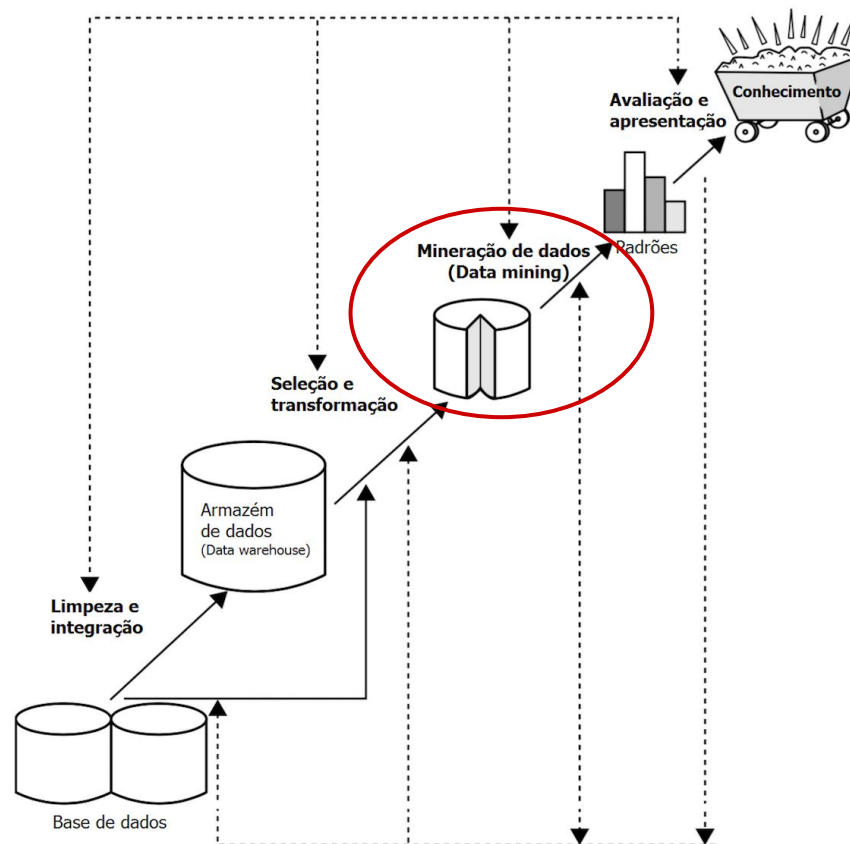 Conhecimento
Avaliação e
apresentação
Padrões
Mineração de dados
(Data mining)
Seleção e
transformação
Armazém
de dados
(Data warehouse)
Limpeza e
integração
Base de dados